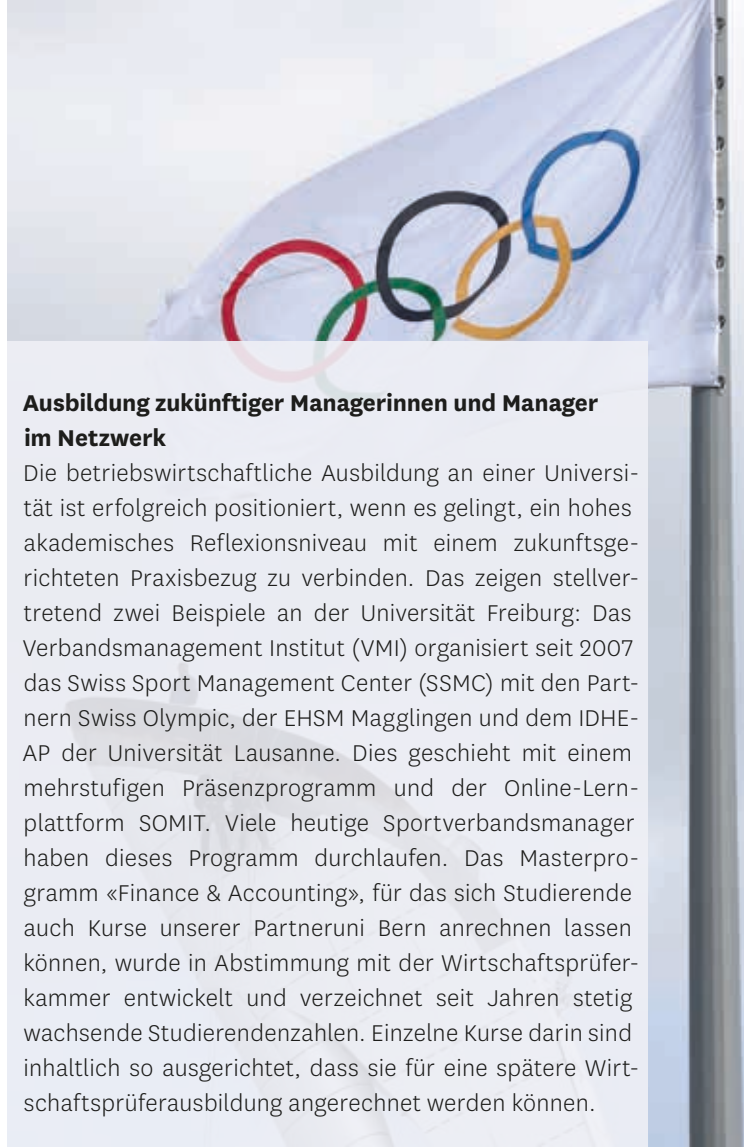 Ausbildung zukünftiger Managerinnen und Manager
im Netzwerk
Die betriebswirtschaftliche Ausbildung an einer Universi-
tät ist erfolgreich positioniert, wenn es gelingt, ein hohes
akademisches Reflexionsniveau mit einem zukunftsge-
richteten Praxisbezug zu verbinden. Das zeigen stellver-
tretend zwei Beispiele an der Universität Freiburg: Das
Verbandsmanagement Institut (VMI) organisiert seit 2007
das Swiss Sport Management Center (SSMC) mit den Part-
nern Swiss Olympic, der EHSM Magglingen und dem IDHE-
AP der Universität Lausanne. Dies geschieht mit einem
mehrstufigen Präsenzprogramm und der Online-Lern-
plattform SOMIT. Viele heutige Sportverbandsmanager
haben dieses Programm durchlaufen. Das Masterpro-
gramm «Finance & Accounting», für das sich Studierende
auch Kurse unserer Partneruni Bern anrechnen lassen
können, wurde in Abstimmung mit der Wirtschaftsprüfer-
kammer entwickelt und verzeichnet seit Jahren stetig
wachsende Studierendenzahlen. Einzelne Kurse darin sind
inhaltlich so ausgerichtet, dass sie für eine spätere Wirt-
schaftsprüferausbildung angerechnet werden können.